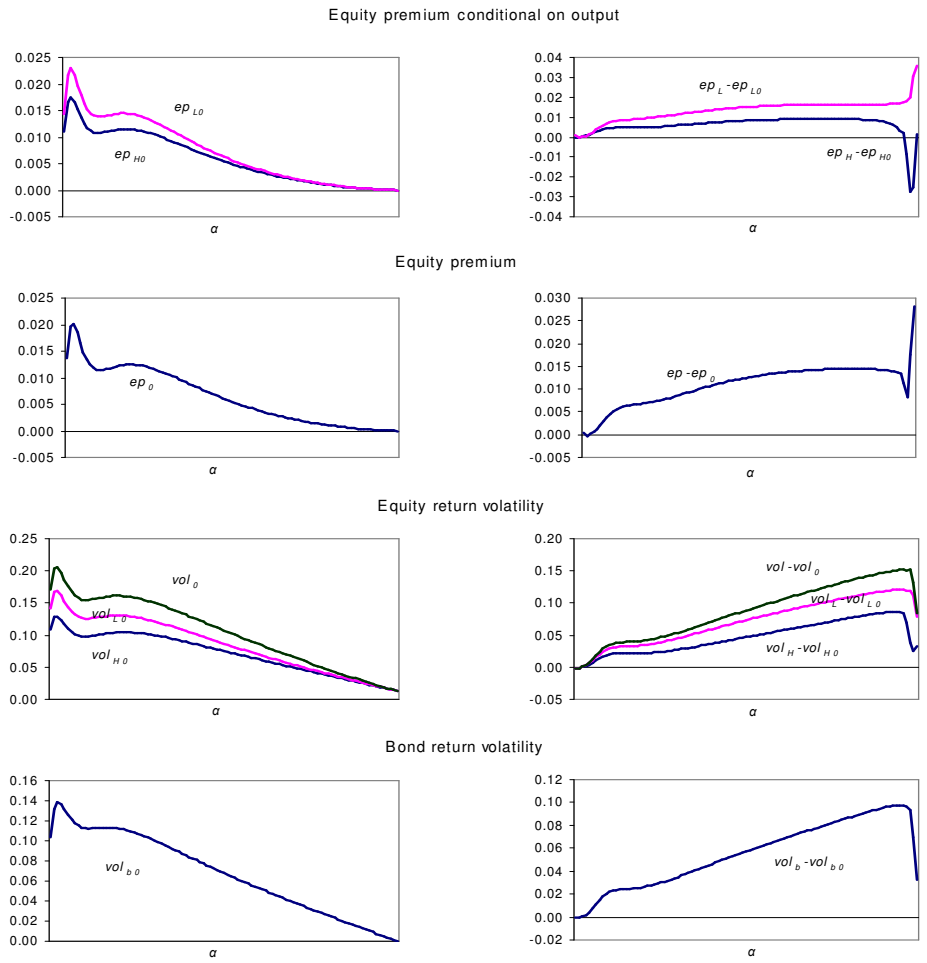 Equity premium conditional on output
0.025
0.020
0.015
0.010
0.005
0.000
-0.005
ep L0
ep H0
α
0.04
0.03
0.02
0.01
0.00
-0.01
-0.02
-0.03
-0.04
ep L -ep L0
ep H -ep H0
α
Equity premium
0.025
0.020
0.015
0.010
0.005
0.000
-0.005
ep 0
α
0.030
0.025
0.020
0.015
0.010
0.005
0.000
-0.005
ep -ep 0
α
Equity return volatility
0.25
0.20
0.15
0.10
0.05
0.00
vol 0
vol L0
vol H0
α
0.20
0.15
0.10
0.05
0.00
-0.05
vol -vol 0
vol L -vol L0
vol H -vol H0
α
Bond return volatility
0.16
0.14
0.12
0.10
0.08
0.06
0.04
0.02
0.00
vol b0
α
0.12
0.10
0.08
0.06
0.04
0.02
0.00
-0.02
vol b -vol b0
α